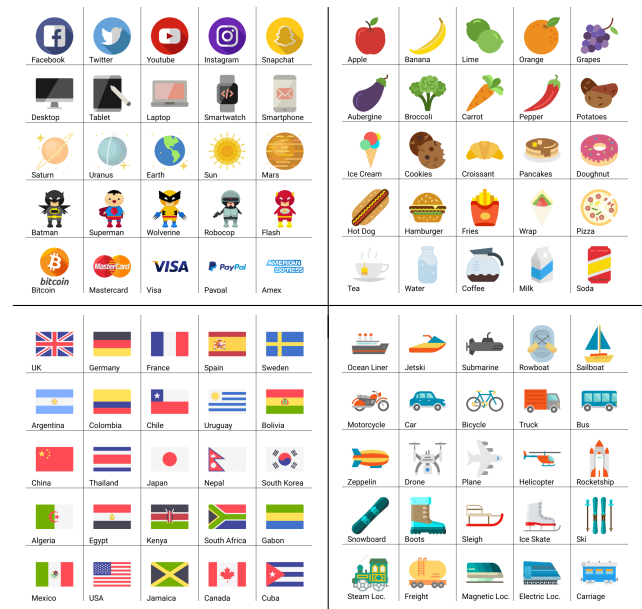 Facebook Twitter Youtube Instagram Snapchat
Desktop Tablet Laptop Smartwatch Smartphone
Saturn Uranus Earth Sun Mars
Batman Superman Wolverine Robocop Flash
bitcoin MasterCard VISA PayPal AMERICAN EXPRESS
Bitcoin Mastercard Visa Paypal Amex
Apple Banana Lime Orange Grapes
Aubergine Broccoli Carrot Pepper Potatoes
Ice Cream Cookies Croissant Pancakes Doughnut
Hot Dog Hamburger Fries Wrap Pizza
Tea Water Coffee Milk Soda
UK Germany France Spain Sweden
Argentina Colombia Chile Uruguay Bolivia
China Thailand Japan Nepal South Korea
Algeria Egypt Kenya South Africa Gabon
Mexico USA Jamaica Canada Cuba
Ocean Liner Jetski Submarine Rowboat Sailboat
Motorcycle Car Bicycle Truck Bus
Zeppelin Drone Plane Helicopter Rocketship
Snowboard Boots Sleigh Ice Skate Ski
Steam Loc. Freight Magnetic Loc. Electric Loc. Carriage